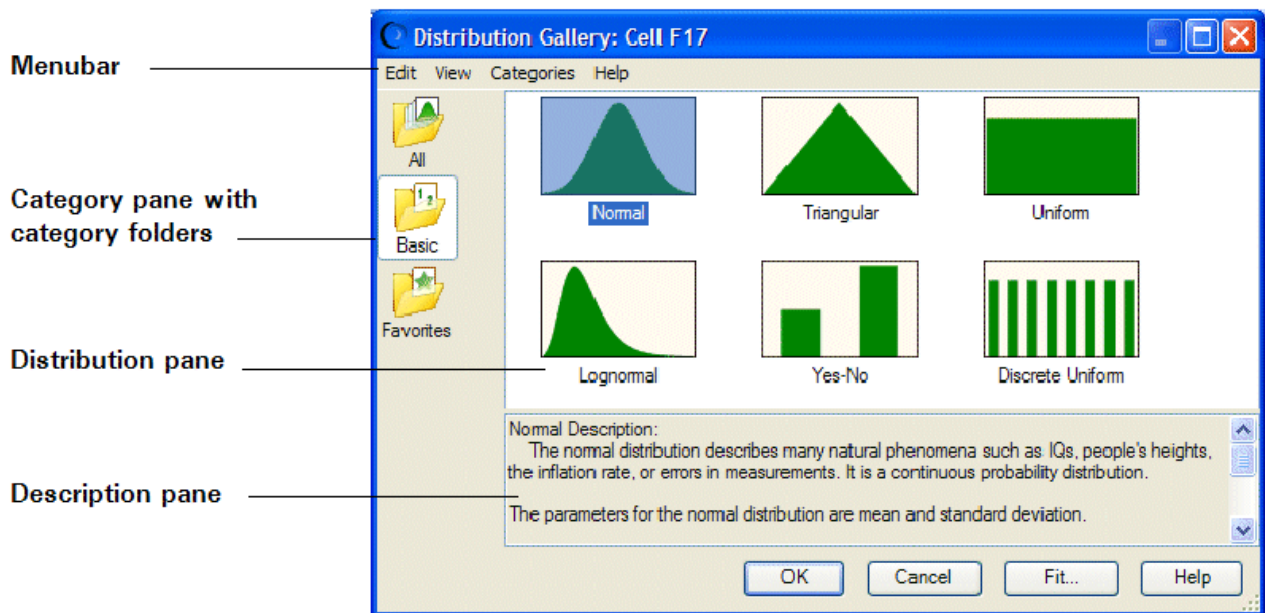 Distribution Gallery: Cell F17
Menubar
Edit View Categories Help
All
Normal Triangular Uniform
Category pane with
category folders
1 2
Basic
Favorites
Distribution pane
Lognormal Yes-No Discrete Uniform
Normal Description:
The normal distribution describes many natural phenomena such as IQs, people's heights,
the inflation rate, or errors in measurements. It is a continuous probability distribution.
Description pane
The parameters for the normal distribution are mean and standard deviation.
OK Cancel Fit... Help